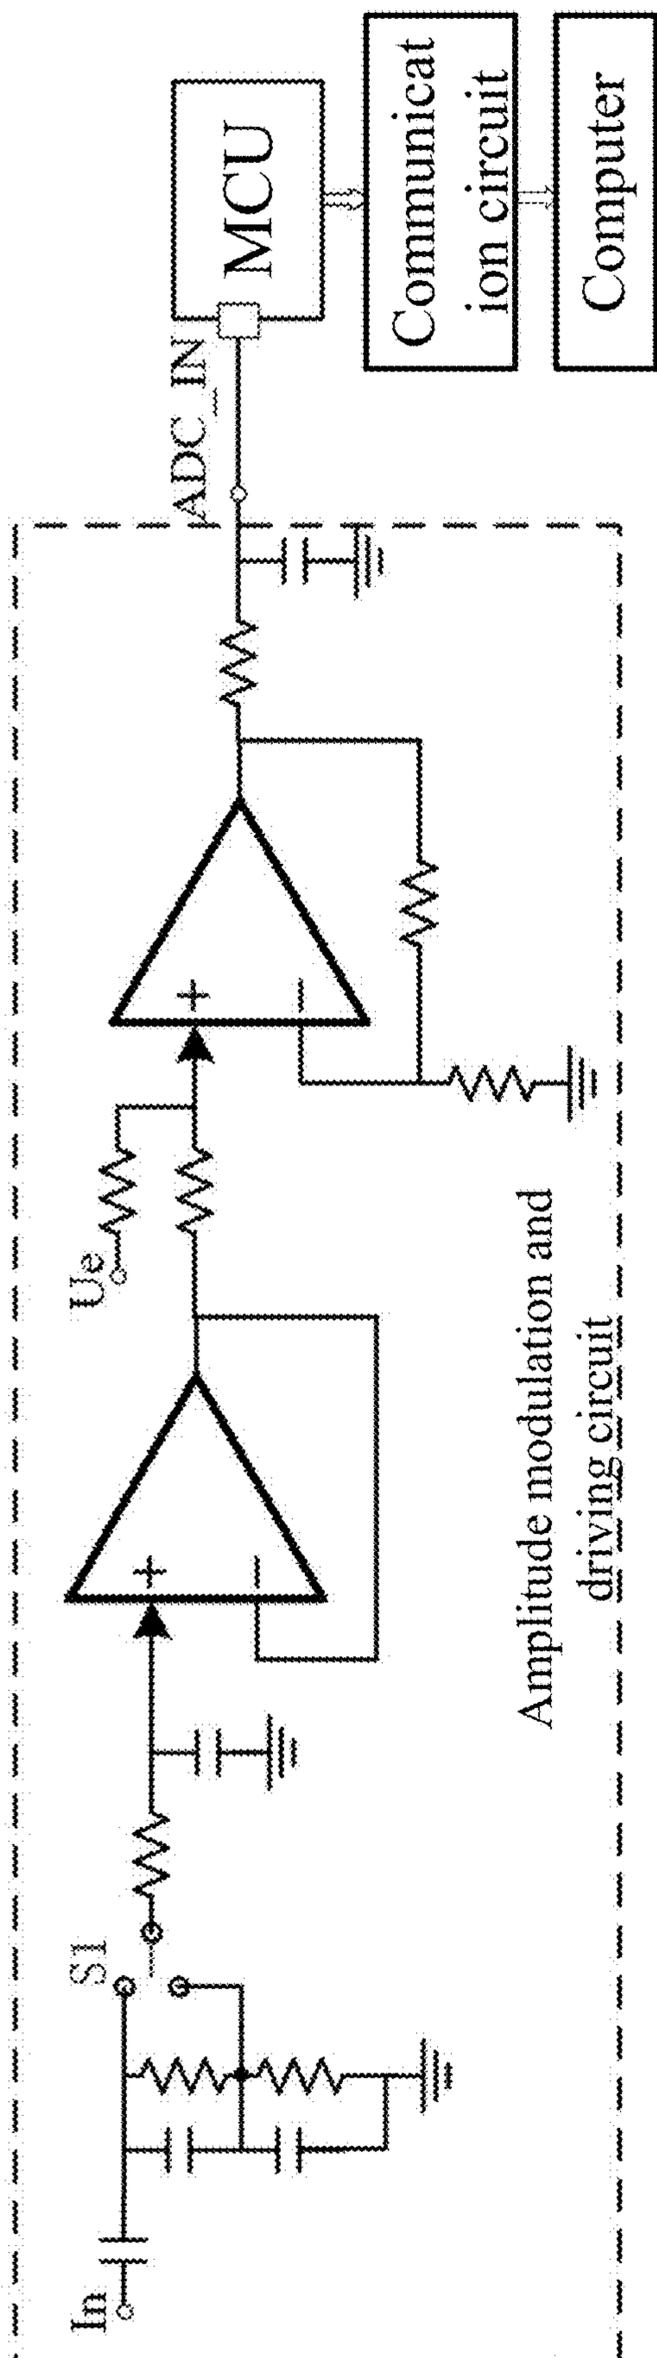 In
S1
+
−
Ue
+
−
ADC_IN
MCU
Communicat
ion circuit
Computer
Amplitude modulation and
driving circuit